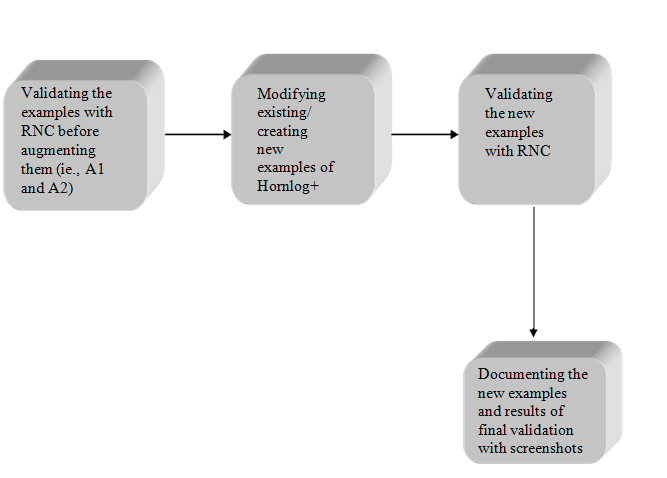 Validating the
examples with
RNC before
augmenting
them (ie., A1
and A2)
Modifying
existing/
creating
new
examples of
Hornlog+
Validating
the new
examples
with RNC
Documenting the
new examples
and results of
final validation
with screenshots